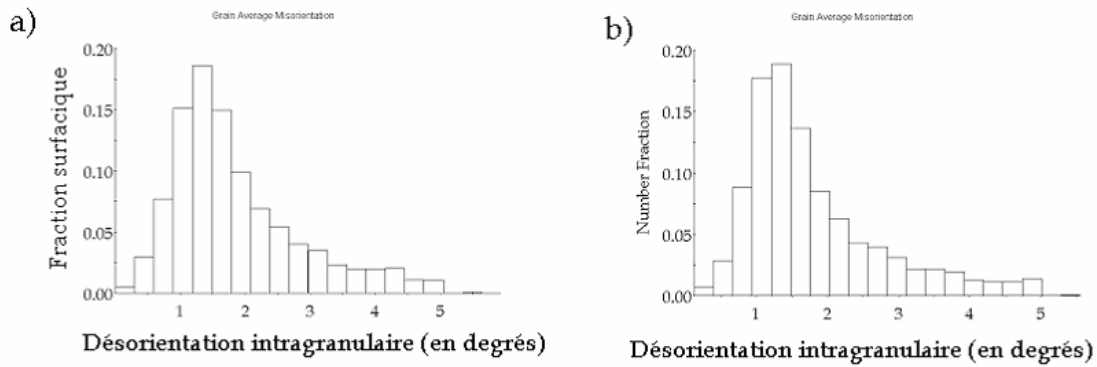 a)
Grain Average Misorientation
Fraction surfacique
0.20
0.15
0.10
0.05
0.00
1 2 3 4 5
Désorientation intragranulaire (en degrés)
b)
Grain Average Misorientation
Number Fraction
0.20
0.15
0.10
0.05
0.00
1 2 3 4 5
Désorientation intragranulaire (en degrés)